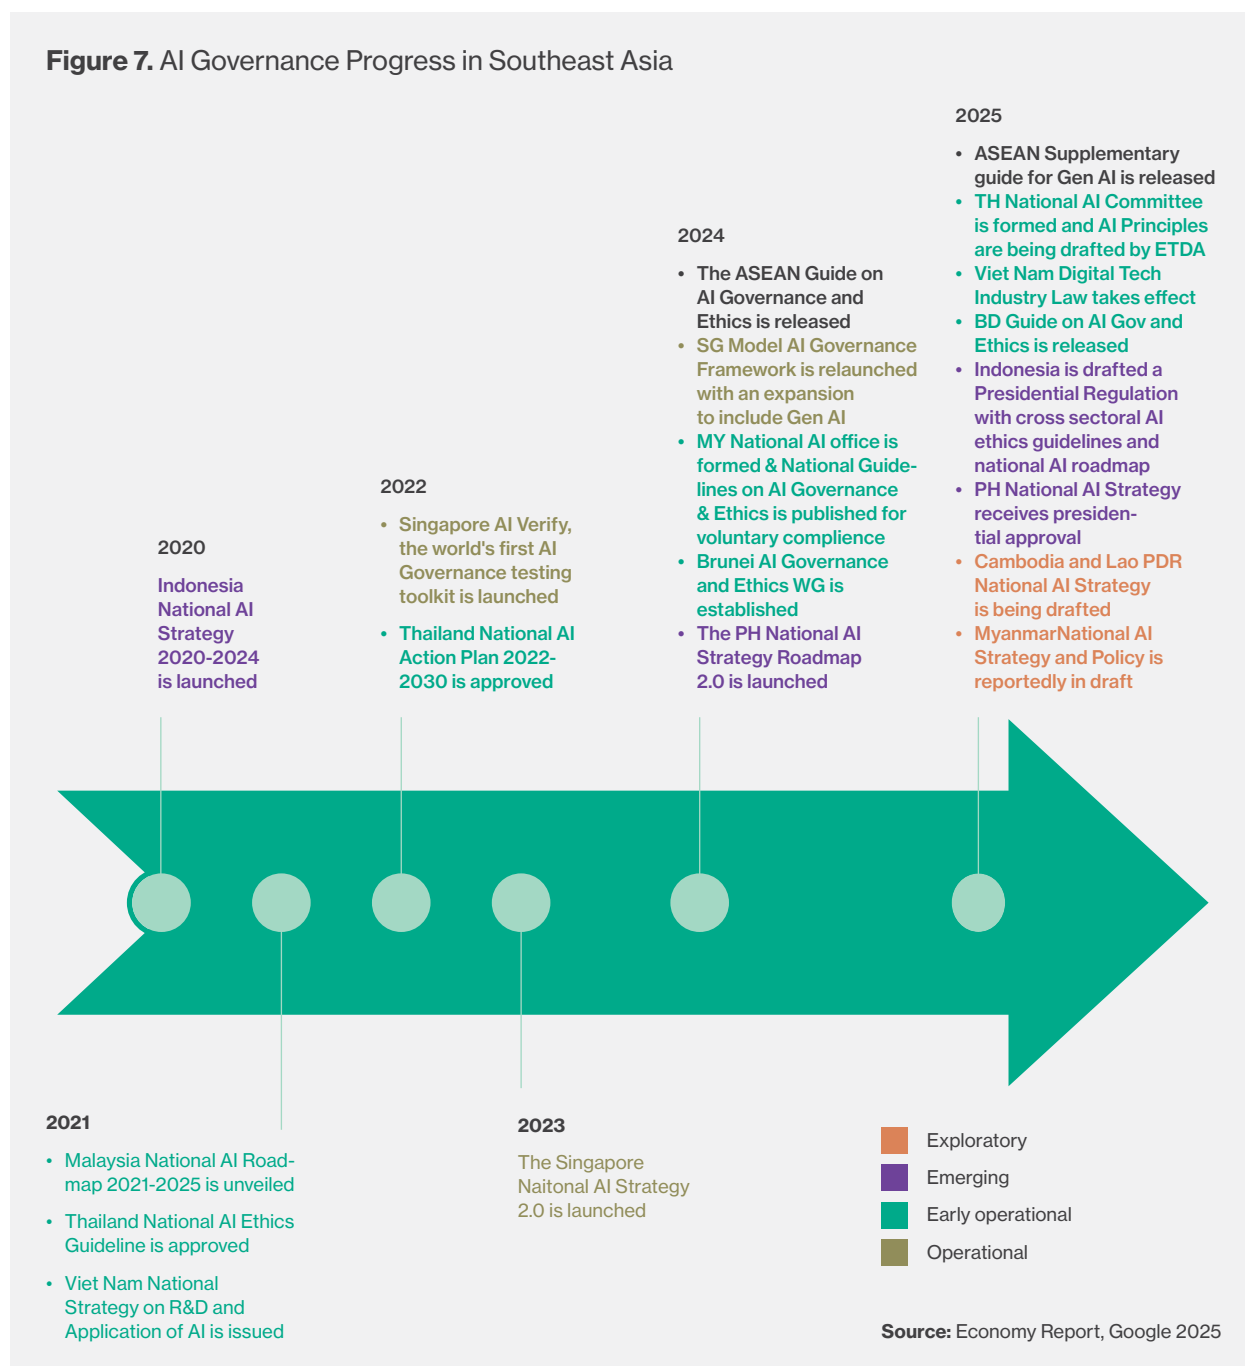 Figure 7. AI Governance Progress in Southeast Asia
2020
Indonesia
National AI
Strategy
2020-2024
is launched
2022
• Singapore AI Verify,
the world's first AI
Governance testing
toolkit is launched
• Thailand National AI
Action Plan 2022-
2030 is approved
2024
• The ASEAN Guide on
AI Governance and
Ethics is released
• SG Model AI Governance
Framework is relaunched
with an expansion
to include Gen AI
• MY National AI office is
formed & National Guide-
lines on AI Governance
& Ethics is published for
voluntary complience
• Brunei AI Governance
and Ethics WG is
established
• The PH National AI
Strategy Roadmap
2.0 is launched
2025
• ASEAN Supplementary
guide for Gen AI is released
• TH National AI Committee
is formed and AI Principles
are being drafted by ETDA
• Viet Nam Digital Tech
Industry Law takes effect
• BD Guide on AI Gov and
Ethics is released
• Indonesia is drafted a
Presidential Regulation
with cross sectoral AI
ethics guidelines and
national AI roadmap
• PH National AI Strategy
receives presiden-
tial approval
• Cambodia and Lao PDR
National AI Strategy
is being drafted
• MyanmarNational AI
Strategy and Policy is
reportedly in draft
2021
• Malaysia National AI Road-
map 2021-2025 is unveiled
• Thailand National AI Ethics
Guideline is approved
• Viet Nam National
Strategy on R&D and
Application of AI is issued
2023
The Singapore
Naitonal AI Strategy
2.0 is launched
Exploratory
Emerging
Early operational
Operational
Source: Economy Report, Google 2025